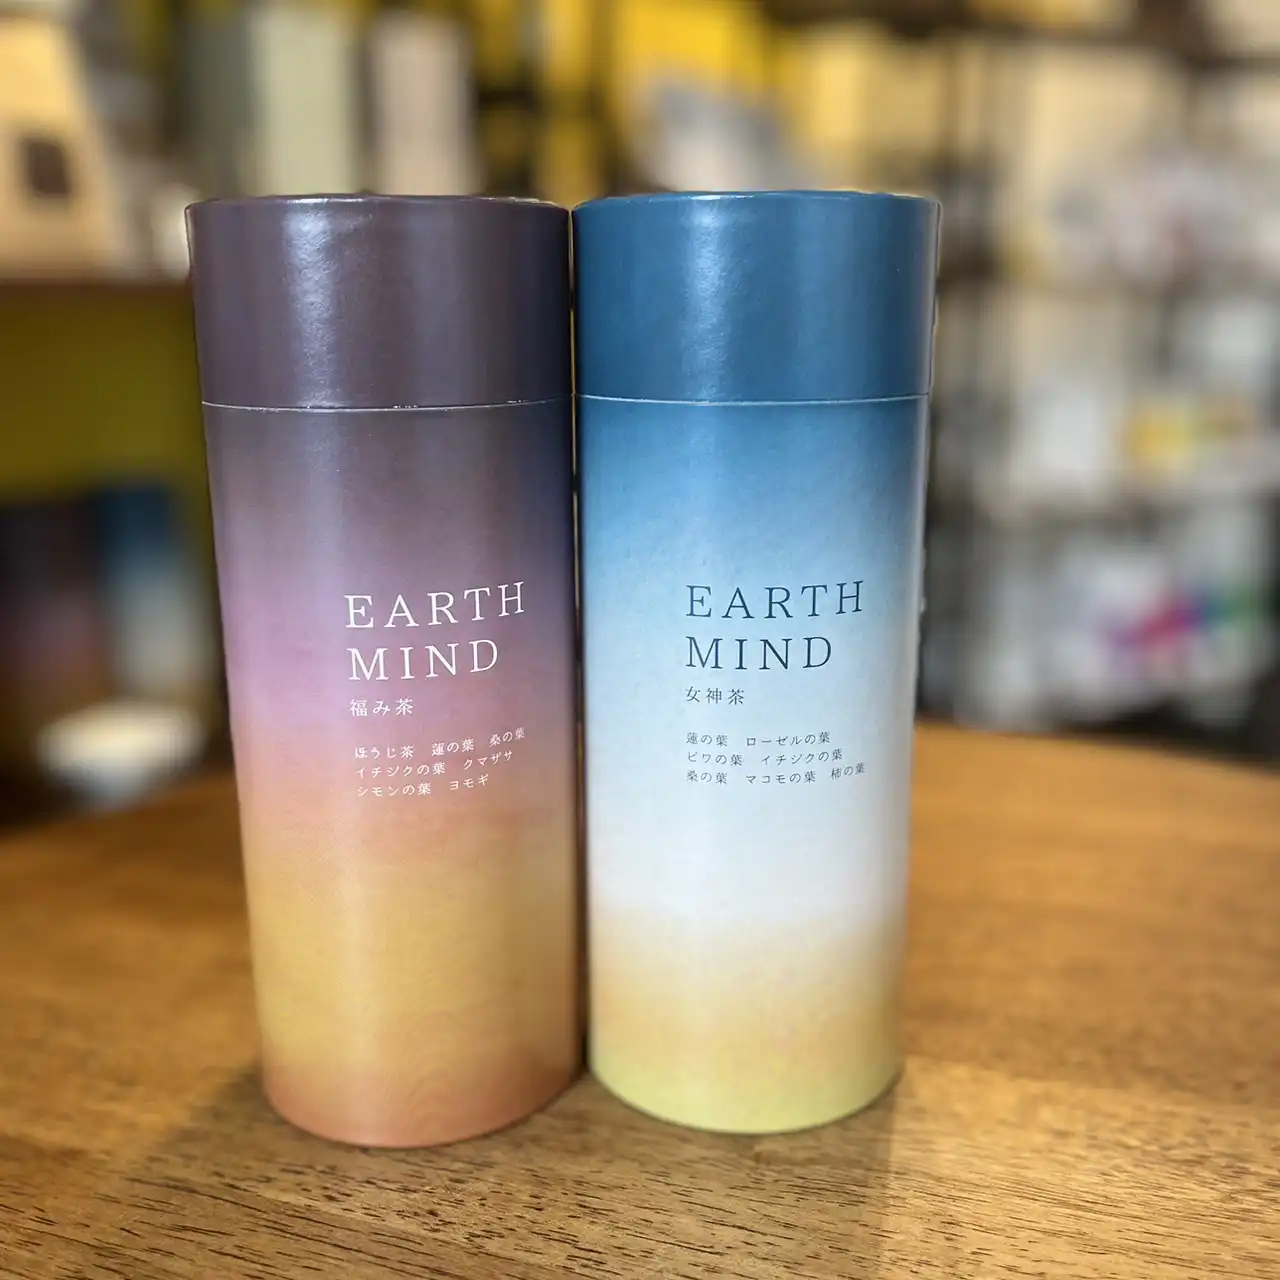 EARTH
MIND
福み茶
ほうじ茶　蓮の葉　桑の葉
イチジクの葉　クマザサ
シモンの葉　ヨモギ
EARTH
MIND
女神茶
蓮の葉　ローゼルの葉
ビワの葉　イチジクの葉
桑の葉　マコモの葉　柿の葉